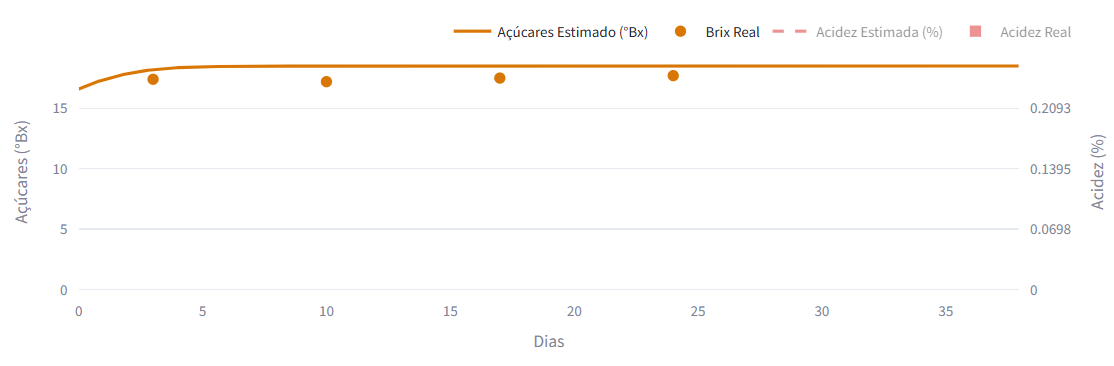 Açúcares Estimado (°Bx) Brix Real Acidez Estimada (%) Acidez Real
15 0.2093
10 0.1395
5 0.0698
0 0
Açúcares (°Bx)
Acidez (%)
0 5 10 15 20 25 30 35
Dias